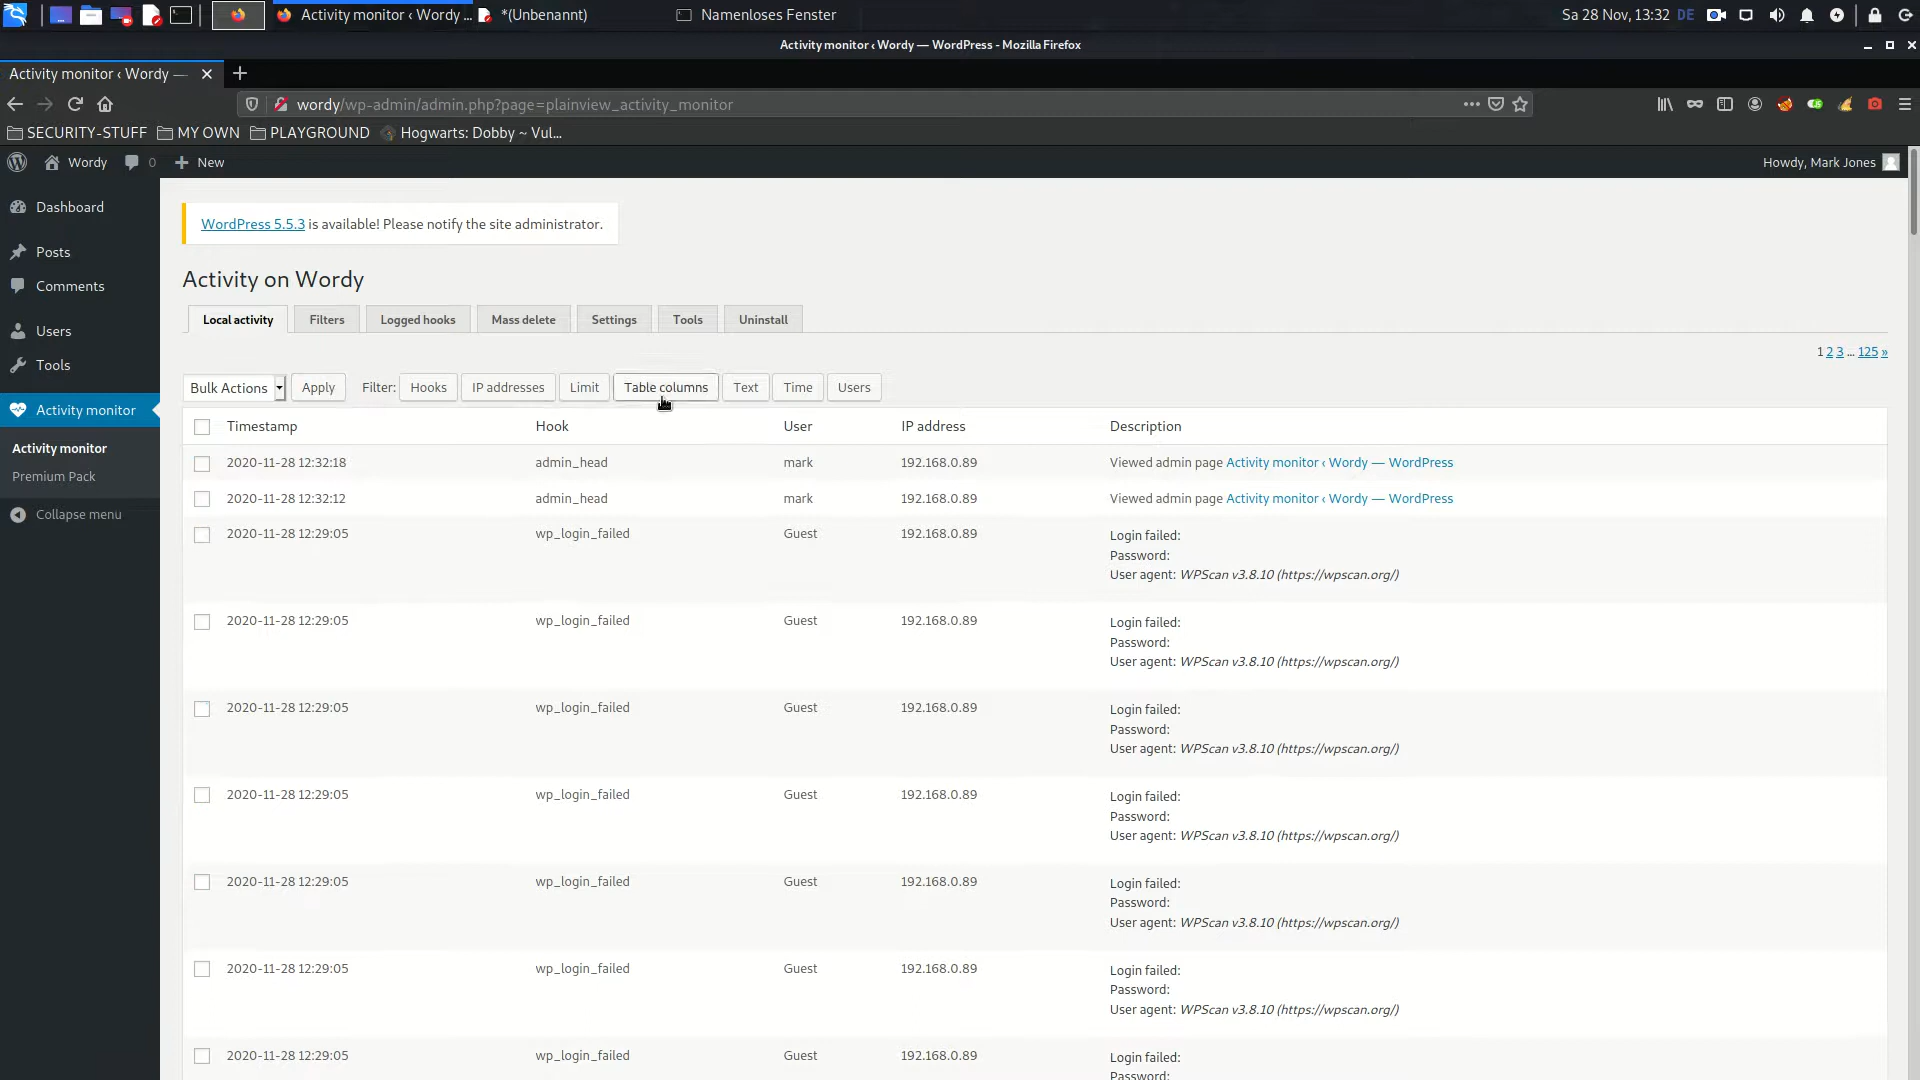 Activity monitor ‹ Wordy ...
*(Unbenannt)
Namenloses Fenster
Sa 28 Nov, 13:32
DE
Activity monitor ‹ Wordy — WordPress - Mozilla Firefox
Activity monitor ‹ Wordy —
wordy/wp-admin/admin.php?page=plainview_activity_monitor
SECURITY-STUFF
MY OWN
PLAYGROUND
Hogwarts: Dobby ~ Vul...
Wordy
0
New
Howdy, Mark Jones
Dashboard
Posts
Comments
Users
Tools
Activity monitor
Activity monitor
Premium Pack
Collapse menu
WordPress 5.5.3 is available! Please notify the site administrator.
Activity on Wordy
Local activity
Filters
Logged hooks
Mass delete
Settings
Tools
Uninstall
1 2 3 ... 125 »
Bulk Actions
Apply
Filter:
Hooks
IP addresses
Limit
Table columns
Text
Time
Users
Timestamp Hook User IP address Description
2020-11-28 12:32:18 admin_head mark 192.168.0.89 Viewed admin page Activity monitor ‹ Wordy — WordPress
2020-11-28 12:32:12 admin_head mark 192.168.0.89 Viewed admin page Activity monitor ‹ Wordy — WordPress
2020-11-28 12:29:05 wp_login_failed Guest 192.168.0.89 Login failed:
Password:
User agent: WPScan v3.8.10 (https://wpscan.org/)
2020-11-28 12:29:05 wp_login_failed Guest 192.168.0.89 Login failed:
Password:
User agent: WPScan v3.8.10 (https://wpscan.org/)
2020-11-28 12:29:05 wp_login_failed Guest 192.168.0.89 Login failed:
Password:
User agent: WPScan v3.8.10 (https://wpscan.org/)
2020-11-28 12:29:05 wp_login_failed Guest 192.168.0.89 Login failed:
Password:
User agent: WPScan v3.8.10 (https://wpscan.org/)
2020-11-28 12:29:05 wp_login_failed Guest 192.168.0.89 Login failed:
Password:
User agent: WPScan v3.8.10 (https://wpscan.org/)
2020-11-28 12:29:05 wp_login_failed Guest 192.168.0.89 Login failed:
Password:
User agent: WPScan v3.8.10 (https://wpscan.org/)
2020-11-28 12:29:05 wp_login_failed Guest 192.168.0.89 Login failed:
Password: